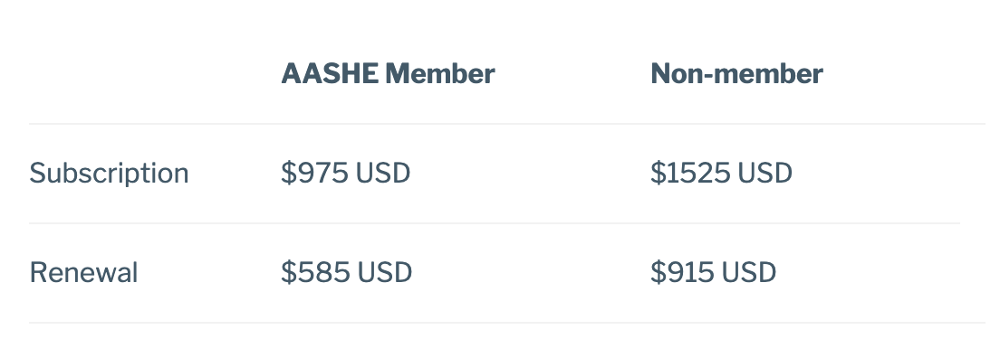 AASHE Member Non-member
Subscription $975 USD $1525 USD
Renewal $585 USD $915 USD